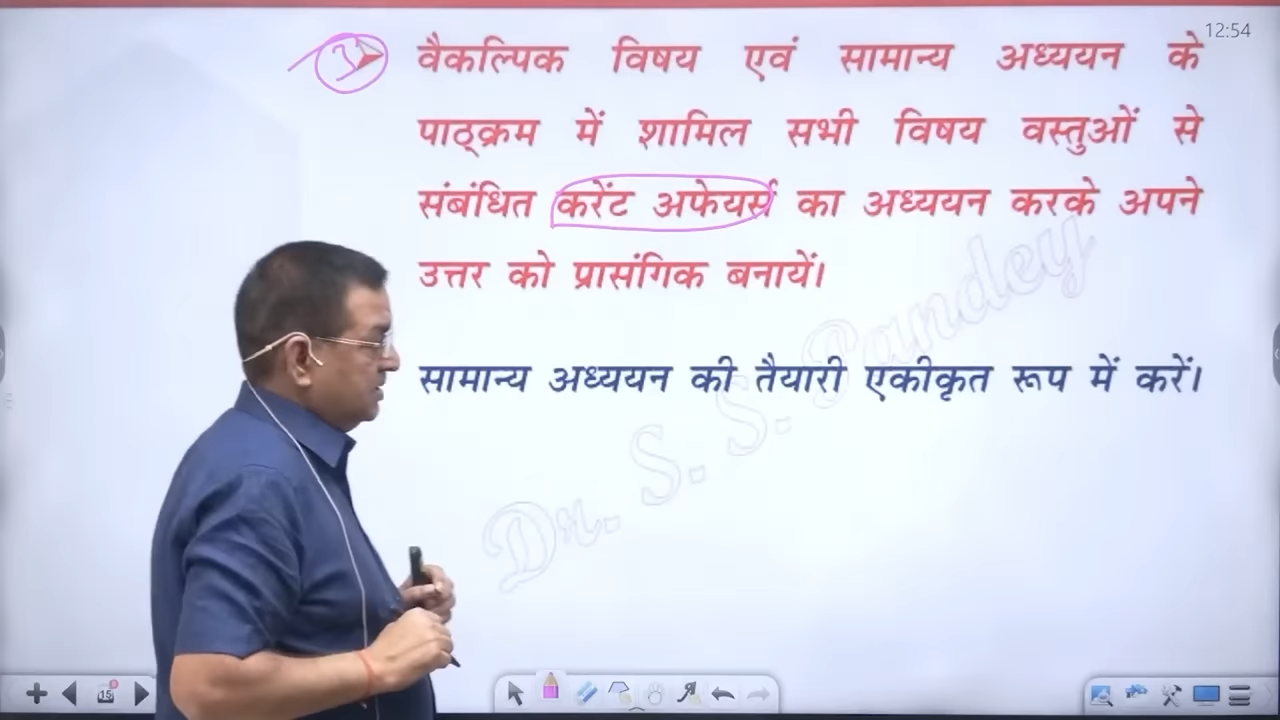 12:54
3
वैकल्पिक विषय एवं सामान्य अध्ययन के
पाठ्क्रम में शामिल सभी विषय वस्तुओं से
संबंधित करेंट अफेयर्स का अध्ययन करके अपने
उत्तर को प्रासंगिक बनायें।
सामान्य अध्ययन की तैयारी एकीकृत रूप में करें।
Dr. S. S. Pandey
15